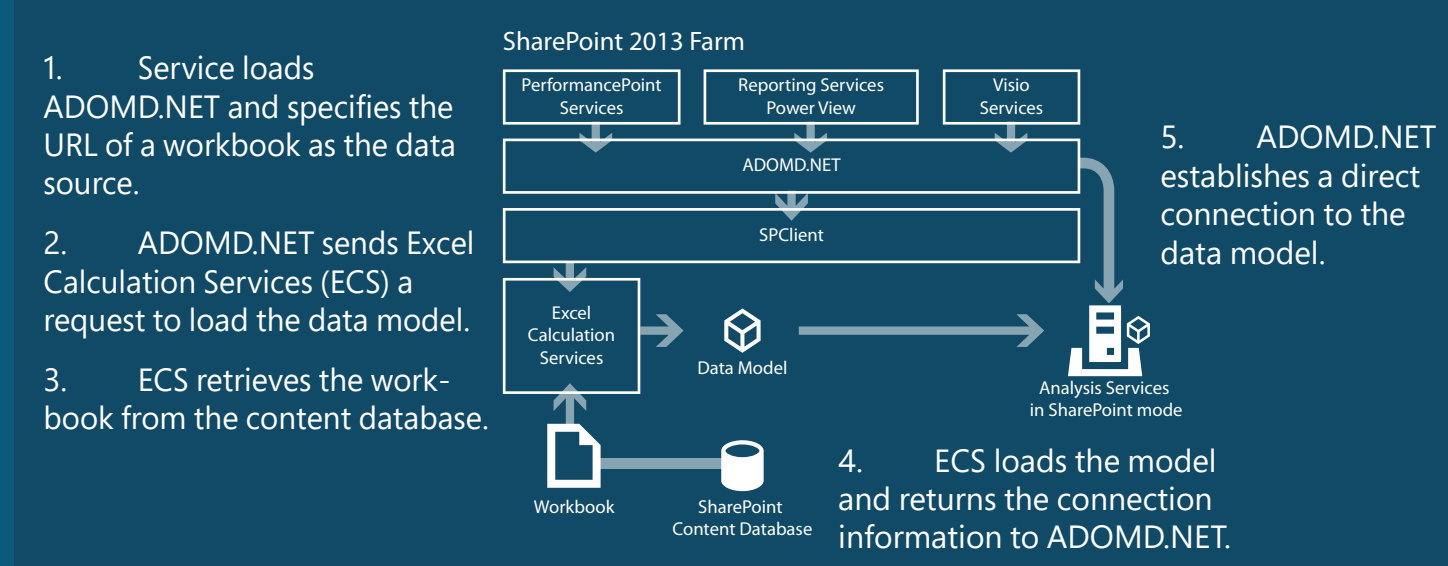 1. Service loads
ADOMD.NET and specifies the
URL of a workbook as the data
source.
2. ADOMD.NET sends Excel
Calculation Services (ECS) a
request to load the data model.
3. ECS retrieves the work-
book from the content database.
SharePoint 2013 Farm
PerformancePoint
Services
Reporting Services
Power View
Visio
Services
ADOMD.NET
SPClient
Excel
Calculation
Services
Data Model
Analysis Services
in SharePoint mode
Workbook
SharePoint
Content Database
4. ECS loads the model
and returns the connection
information to ADOMD.NET.
5. ADOMD.NET
establishes a direct
connection to the
data model.